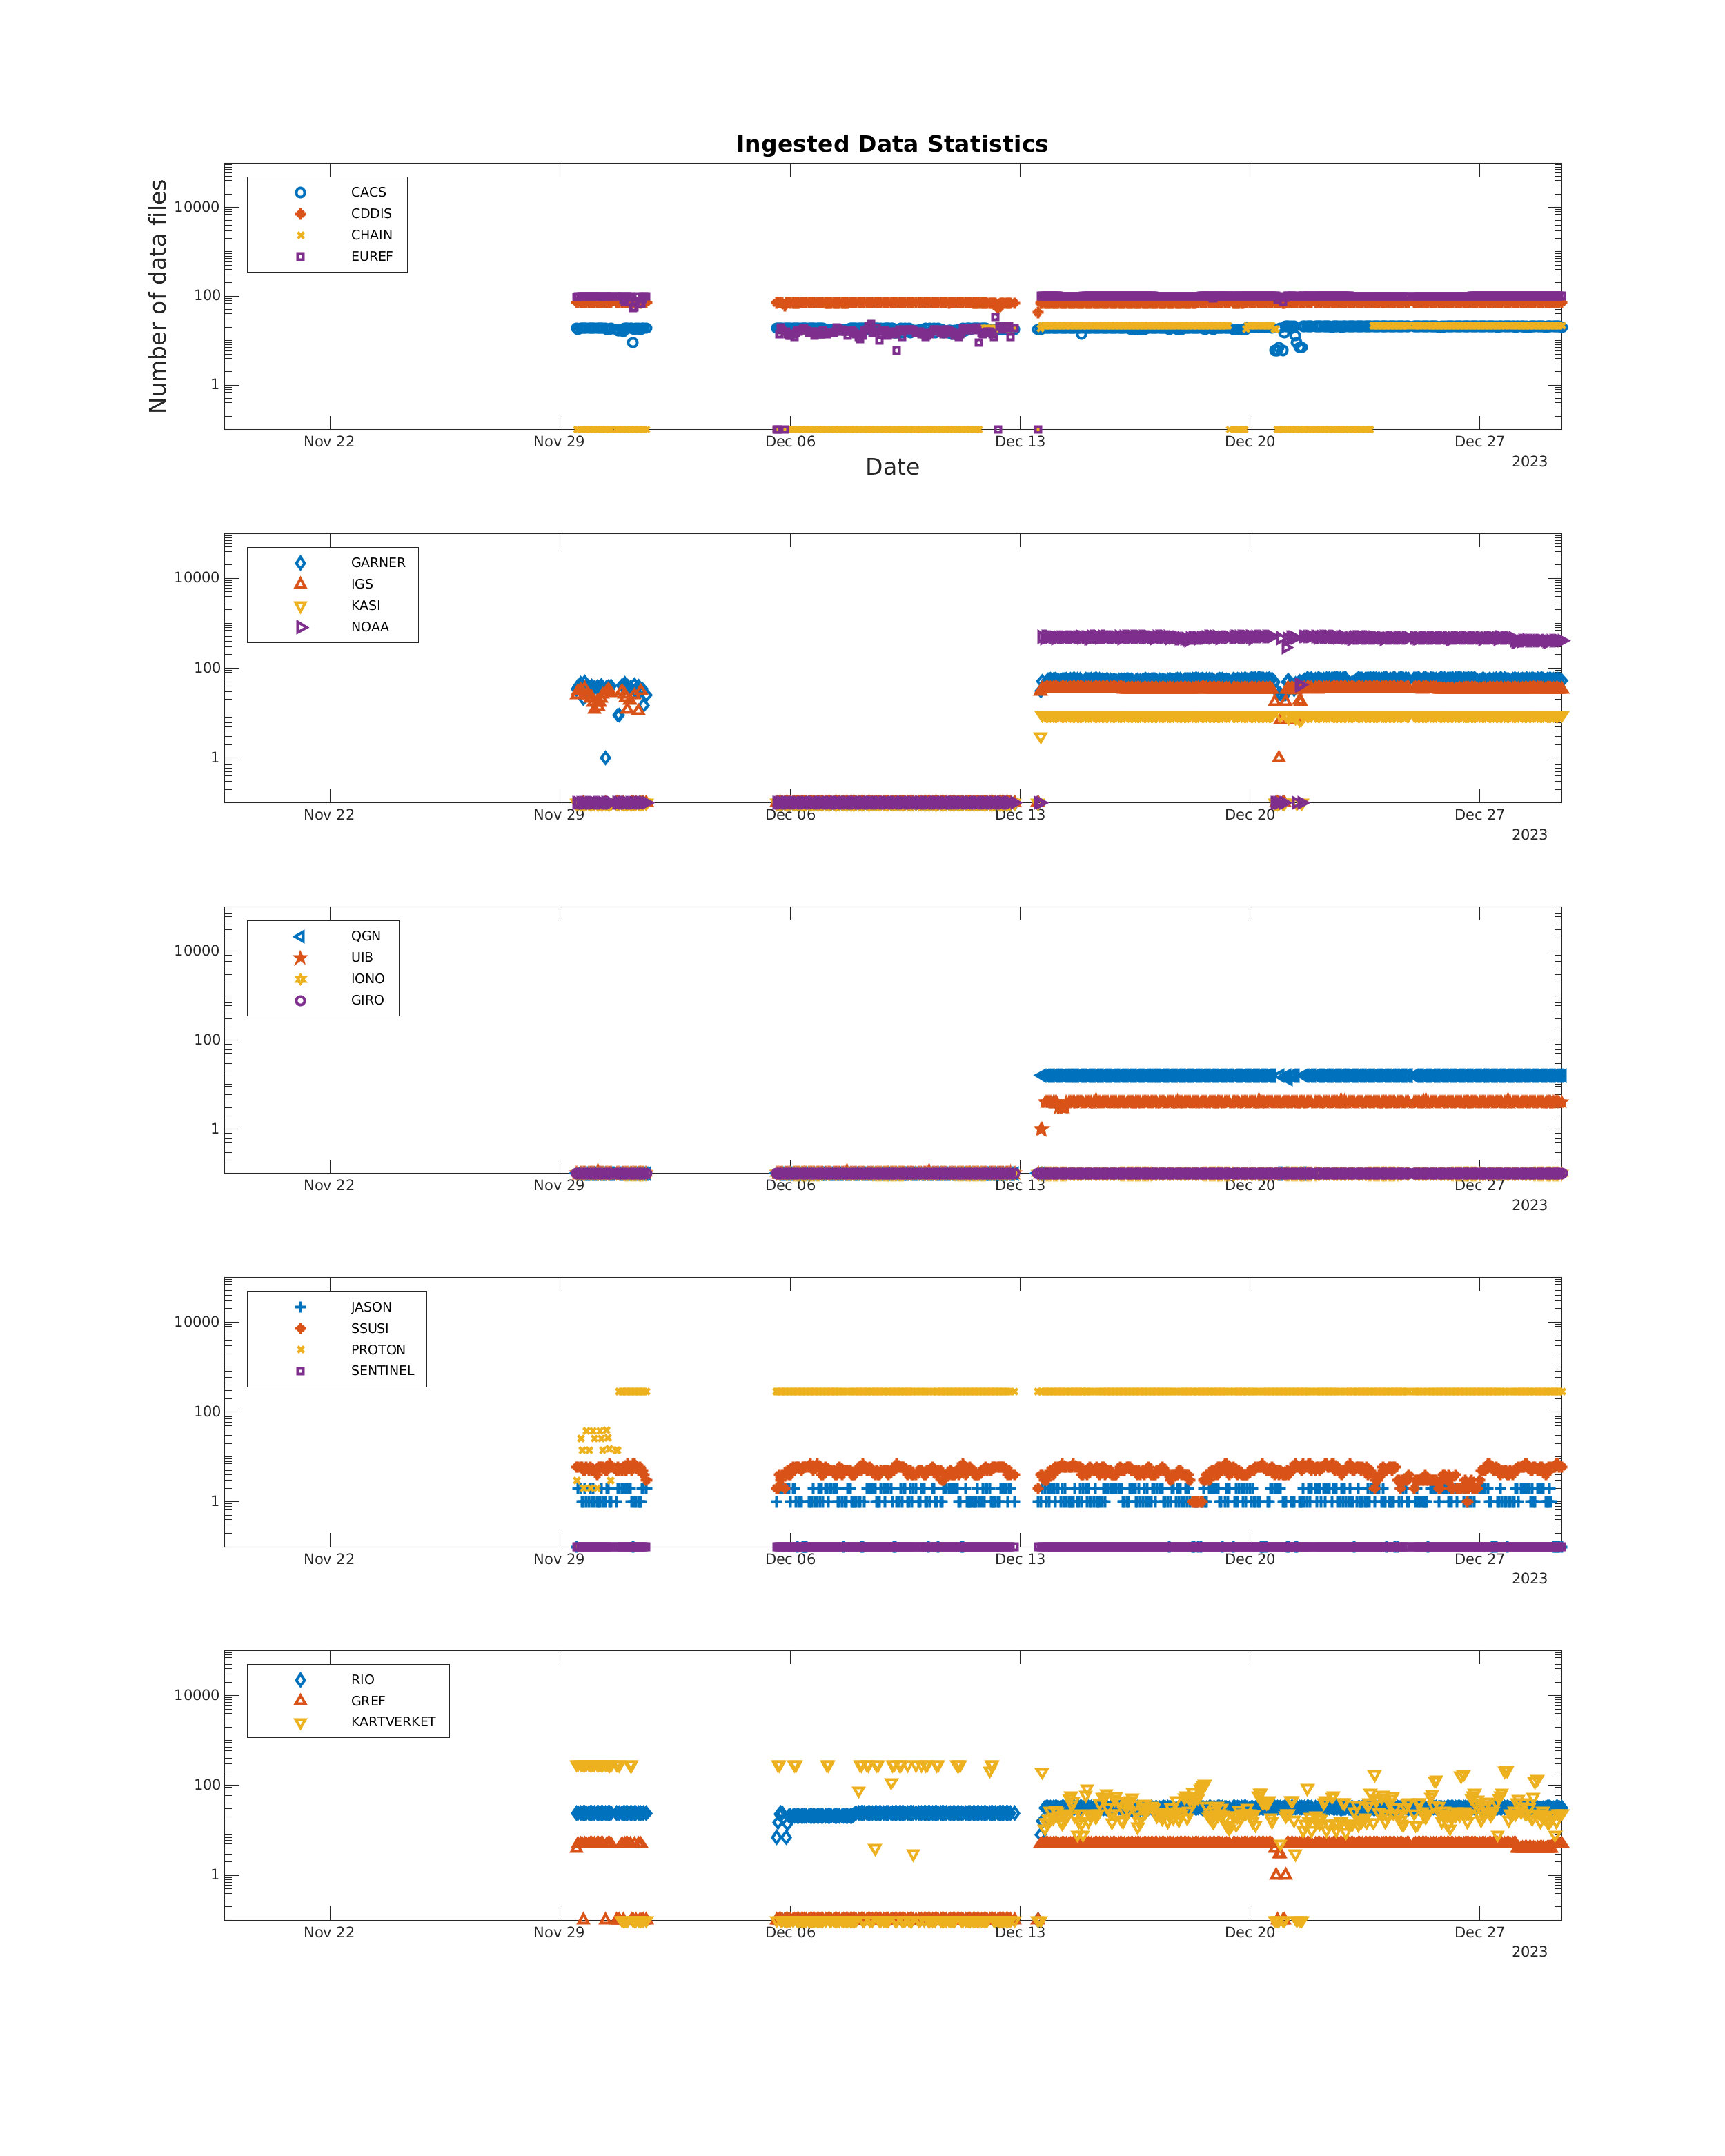 Ingested Data Statistics
Number of data files
10000
100
1
CACS
CDDIS
CHAIN
EUREF
Nov 22 Nov 29 Dec 06 Dec 13 Dec 20 Dec 27
2023
Date
10000
100
1
GARNER
IGS
KASI
NOAA
Nov 22 Nov 29 Dec 06 Dec 13 Dec 20 Dec 27
2023
10000
100
1
QGN
UIB
IONO
GIRO
Nov 22 Nov 29 Dec 06 Dec 13 Dec 20 Dec 27
2023
10000
100
1
JASON
SSUSI
PROTON
SENTINEL
Nov 22 Nov 29 Dec 06 Dec 13 Dec 20 Dec 27
2023
10000
100
1
RIO
GREF
KARTVERKET
Nov 22 Nov 29 Dec 06 Dec 13 Dec 20 Dec 27
2023